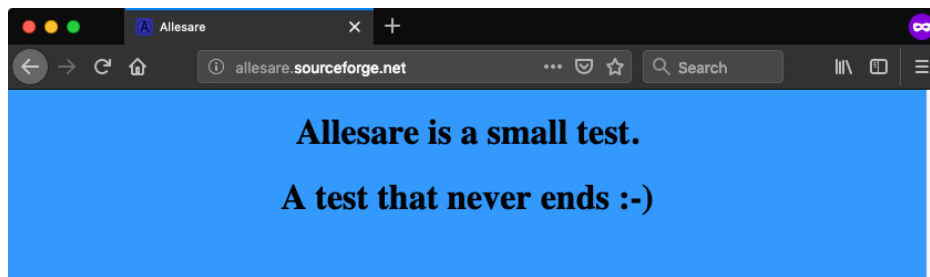 Allesare
allesare.sourceforge.net
Search
Allesare is a small test.
A test that never ends :-)